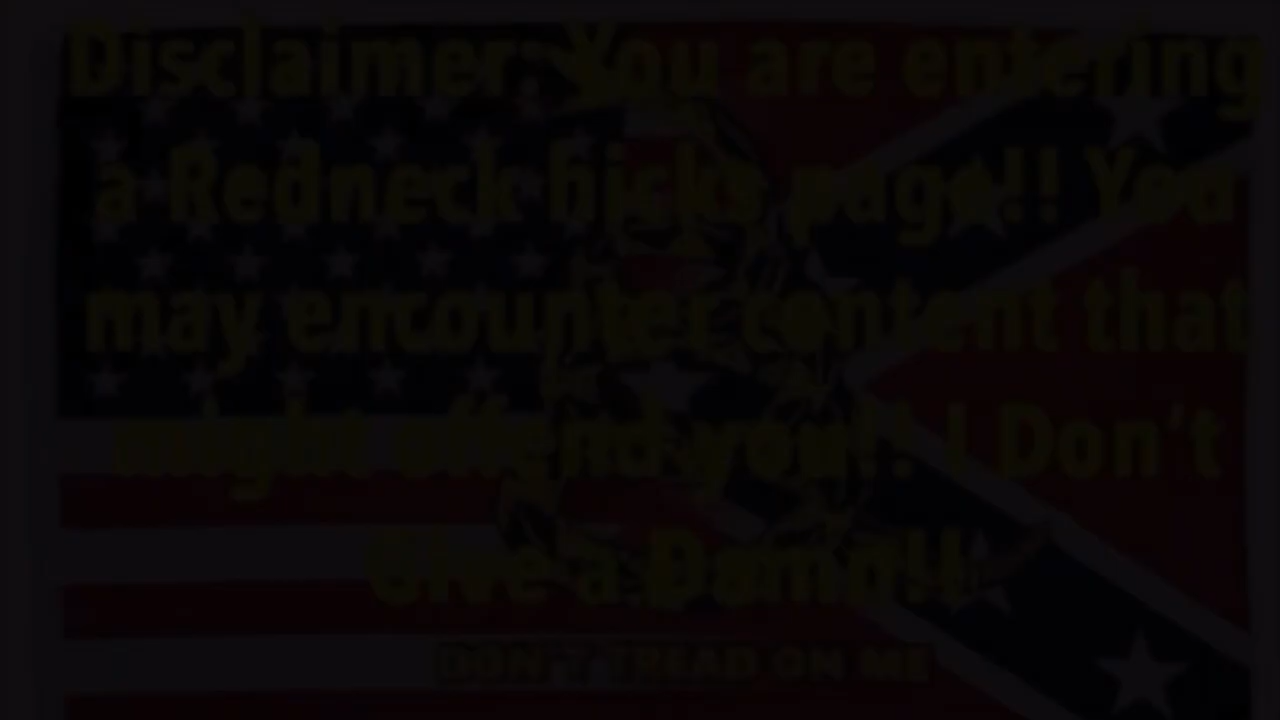 Disclaimer: You are entering
a Redneck hicks page!! You
may encounter content that
might offend you!! I Don't
Give a Damn!!
DON'T TREAD ON ME